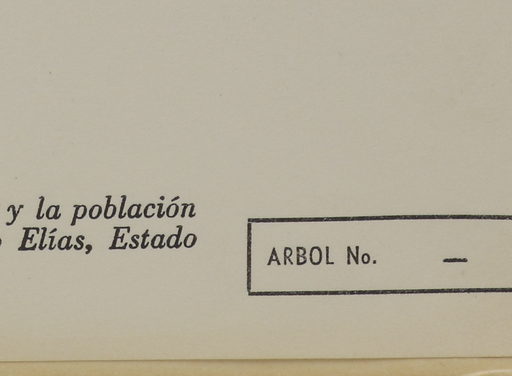 y la población
Elías, Estado
ARBOL No. —